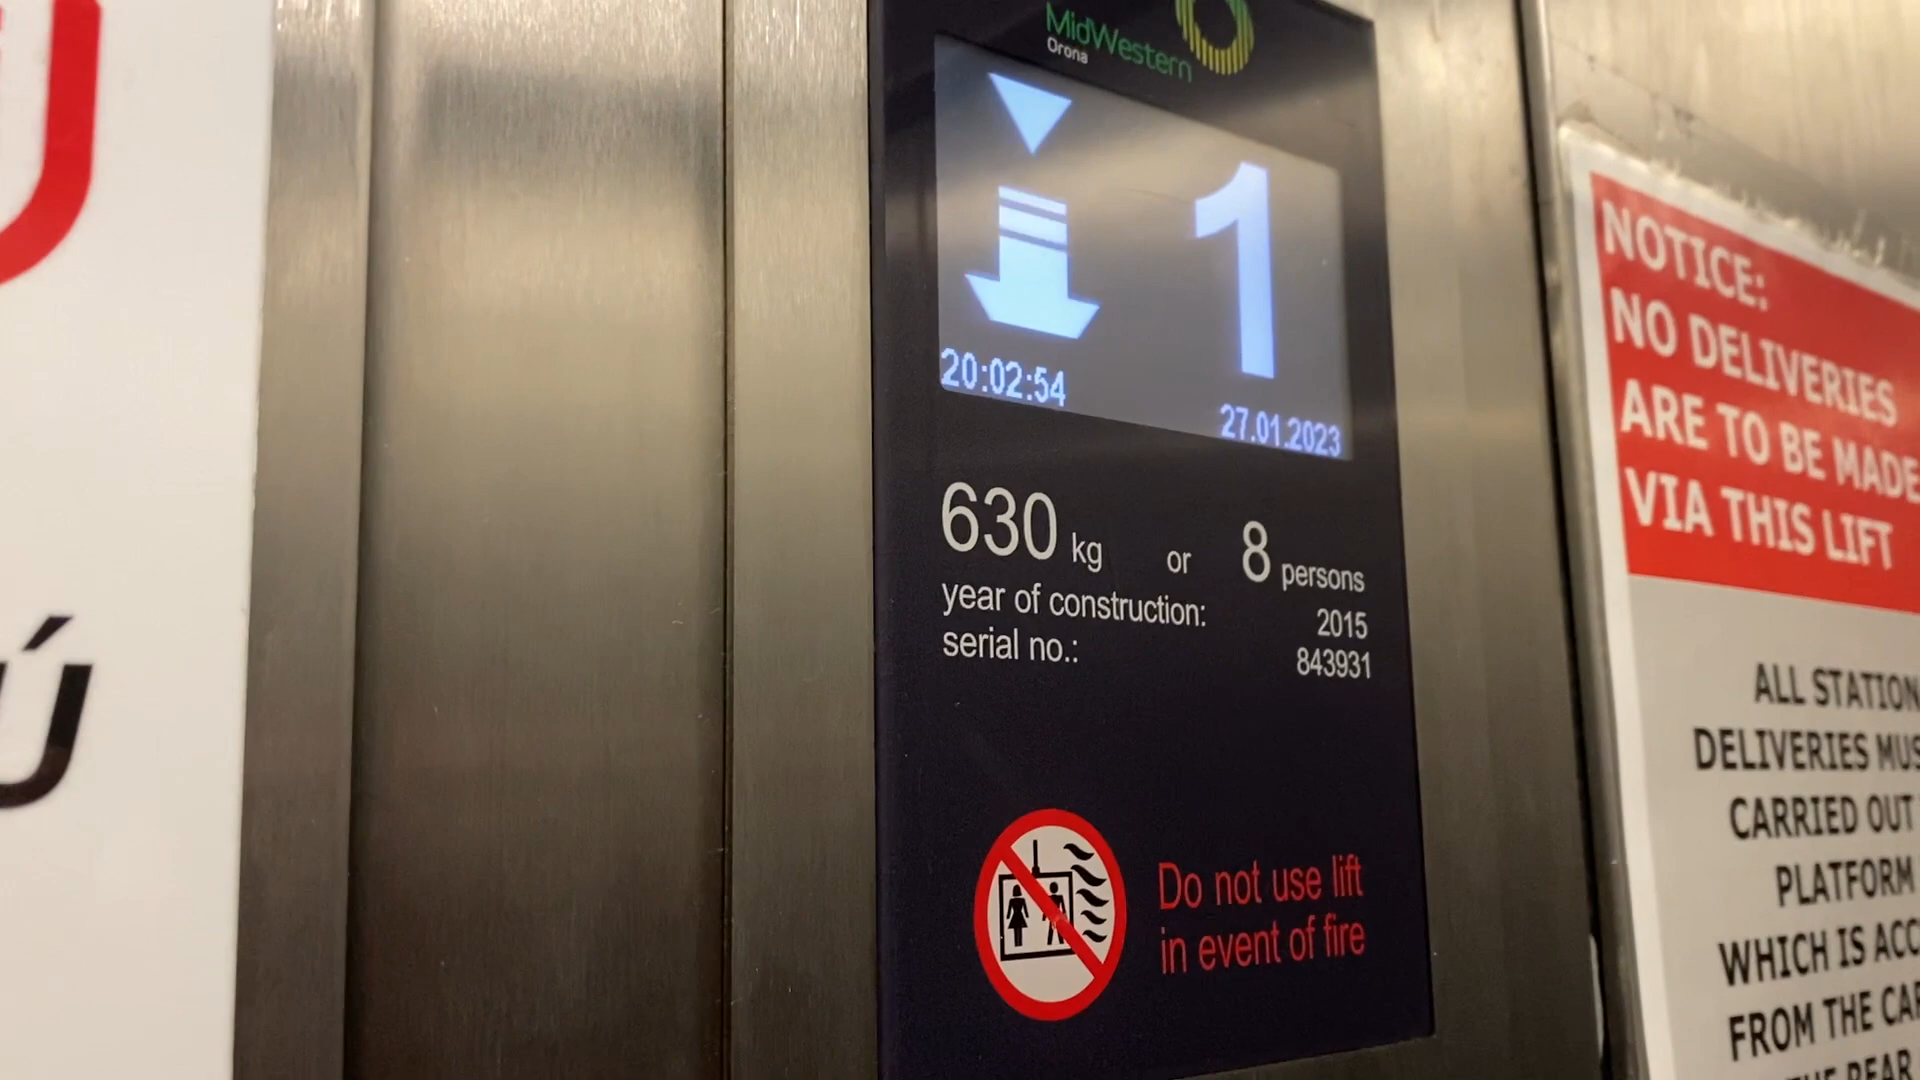 Ú
MidWestern
Orona
1
20:02:54
27.01.2023
630 kg or 8 persons
year of construction: 2015
serial no.: 843931
Do not use lift
in event of fire
NOTICE:
NO DELIVERIES
ARE TO BE MADE
VIA THIS LIFT
ALL STATION
DELIVERIES MUS
CARRIED OUT
PLATFORM
WHICH IS ACC
FROM THE CAR
REAR